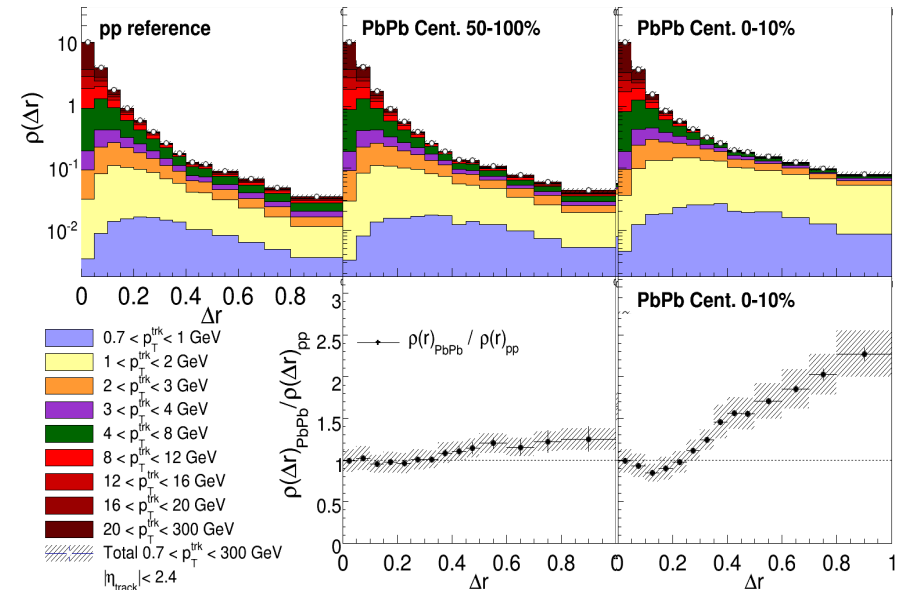 pp reference
PbPb Cent. 50-100%
PbPb Cent. 0-10%
ρ(Δr)
10
1
10⁻¹
10⁻²
0 0.2 0.4 0.6 0.8
Δr
PbPb Cent. 0-10%
ρ(Δr)_PbPb / ρ(Δr)_pp
3
2.5
2
1.5
1
0.5
0
ρ(r)_PbPb / ρ(r)_pp
0 0.2 0.4 0.6 0.8
Δr
0 0.2 0.4 0.6 0.8 1
Δr
0.7 < p_T^trk < 1 GeV
1 < p_T^trk < 2 GeV
2 < p_T^trk < 3 GeV
3 < p_T^trk < 4 GeV
4 < p_T^trk < 8 GeV
8 < p_T^trk < 12 GeV
12 < p_T^trk < 16 GeV
16 < p_T^trk < 20 GeV
20 < p_T^trk < 300 GeV
Total 0.7 < p_T^trk < 300 GeV
|η_track| < 2.4